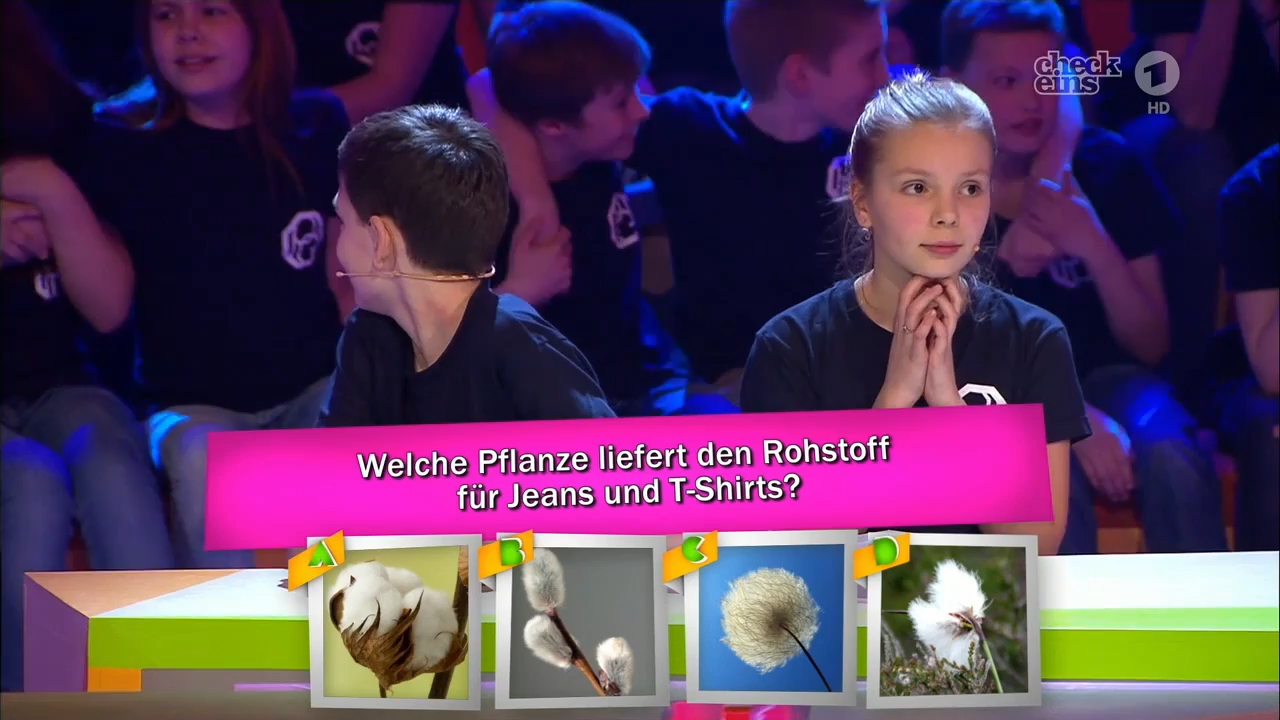 check
eins
1
HD
Welche Pflanze liefert den Rohstoff
für Jeans und T-Shirts?
A
B
C
D